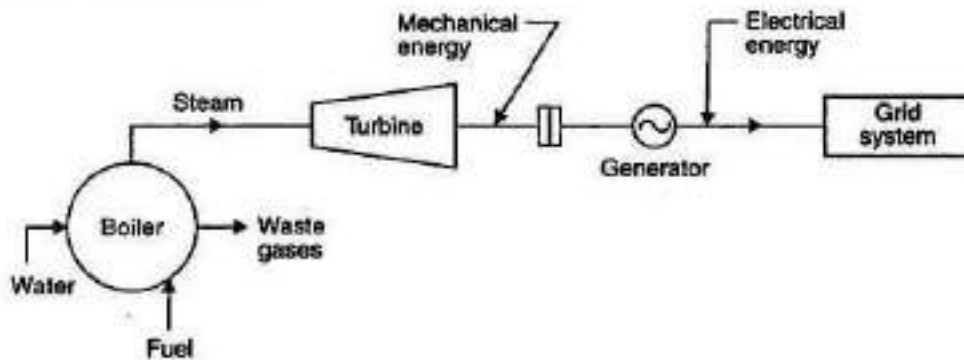 Mechanical
energy
Electrical
energy
Steam
Turbine
Grid
system
Generator
Boiler
Waste
gases
Water
Fuel